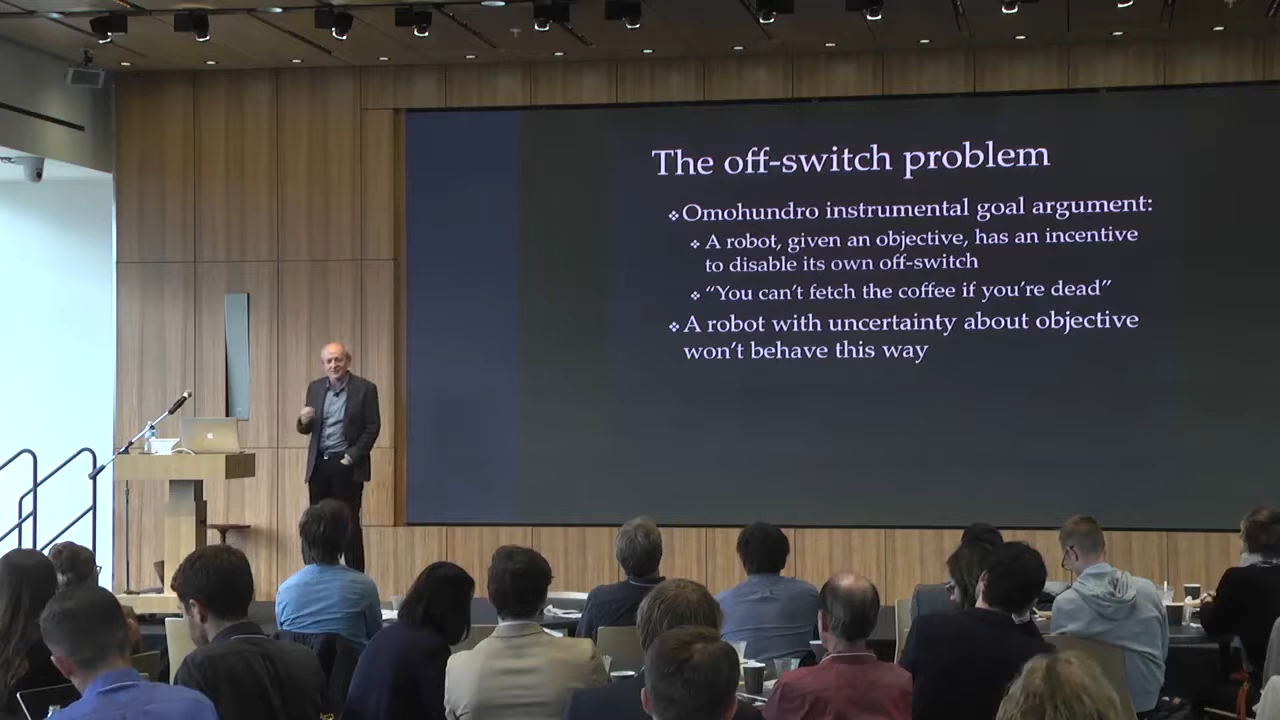 The off-switch problem
❖Omohundro instrumental goal argument:
❖ A robot, given an objective, has an incentive
to disable its own off-switch
❖ “You can’t fetch the coffee if you’re dead”
❖A robot with uncertainty about objective
won’t behave this way